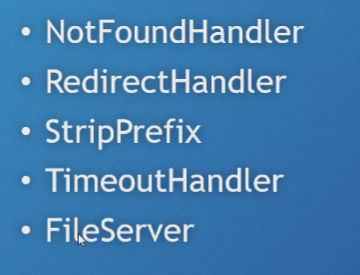 • NotFoundHandler
• RedirectHandler
• StripPrefix
• TimeoutHandler
• FileServer